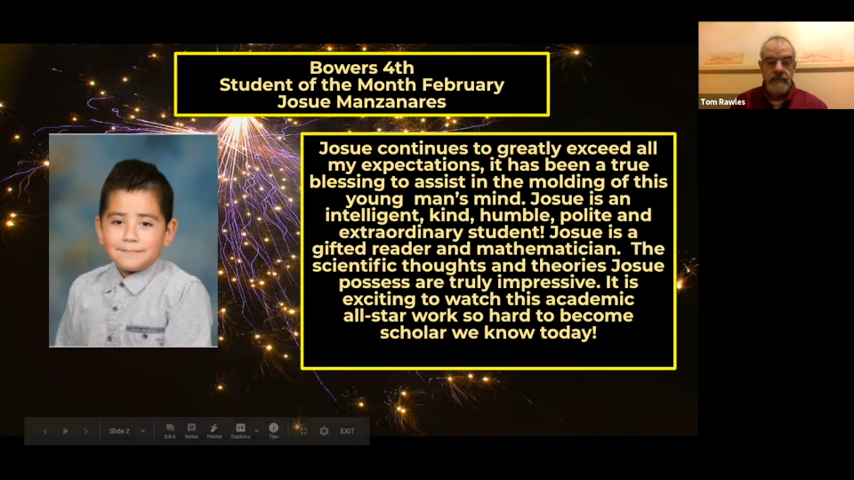 Bowers 4th
Student of the Month February
Josue Manzanares
Josue continues to greatly exceed all
my expectations, it has been a true
blessing to assist in the molding of this
young man's mind. Josue is an
intelligent, kind, humble, polite and
extraordinary student! Josue is a
gifted reader and mathematician. The
scientific thoughts and theories Josue
possess are truly impressive. It is
exciting to watch this academic
all-star work so hard to become
scholar we know today!
Tom Rawles
Slide 2
Q&A
Notes
Pointer
Captions
Tips
EXIT